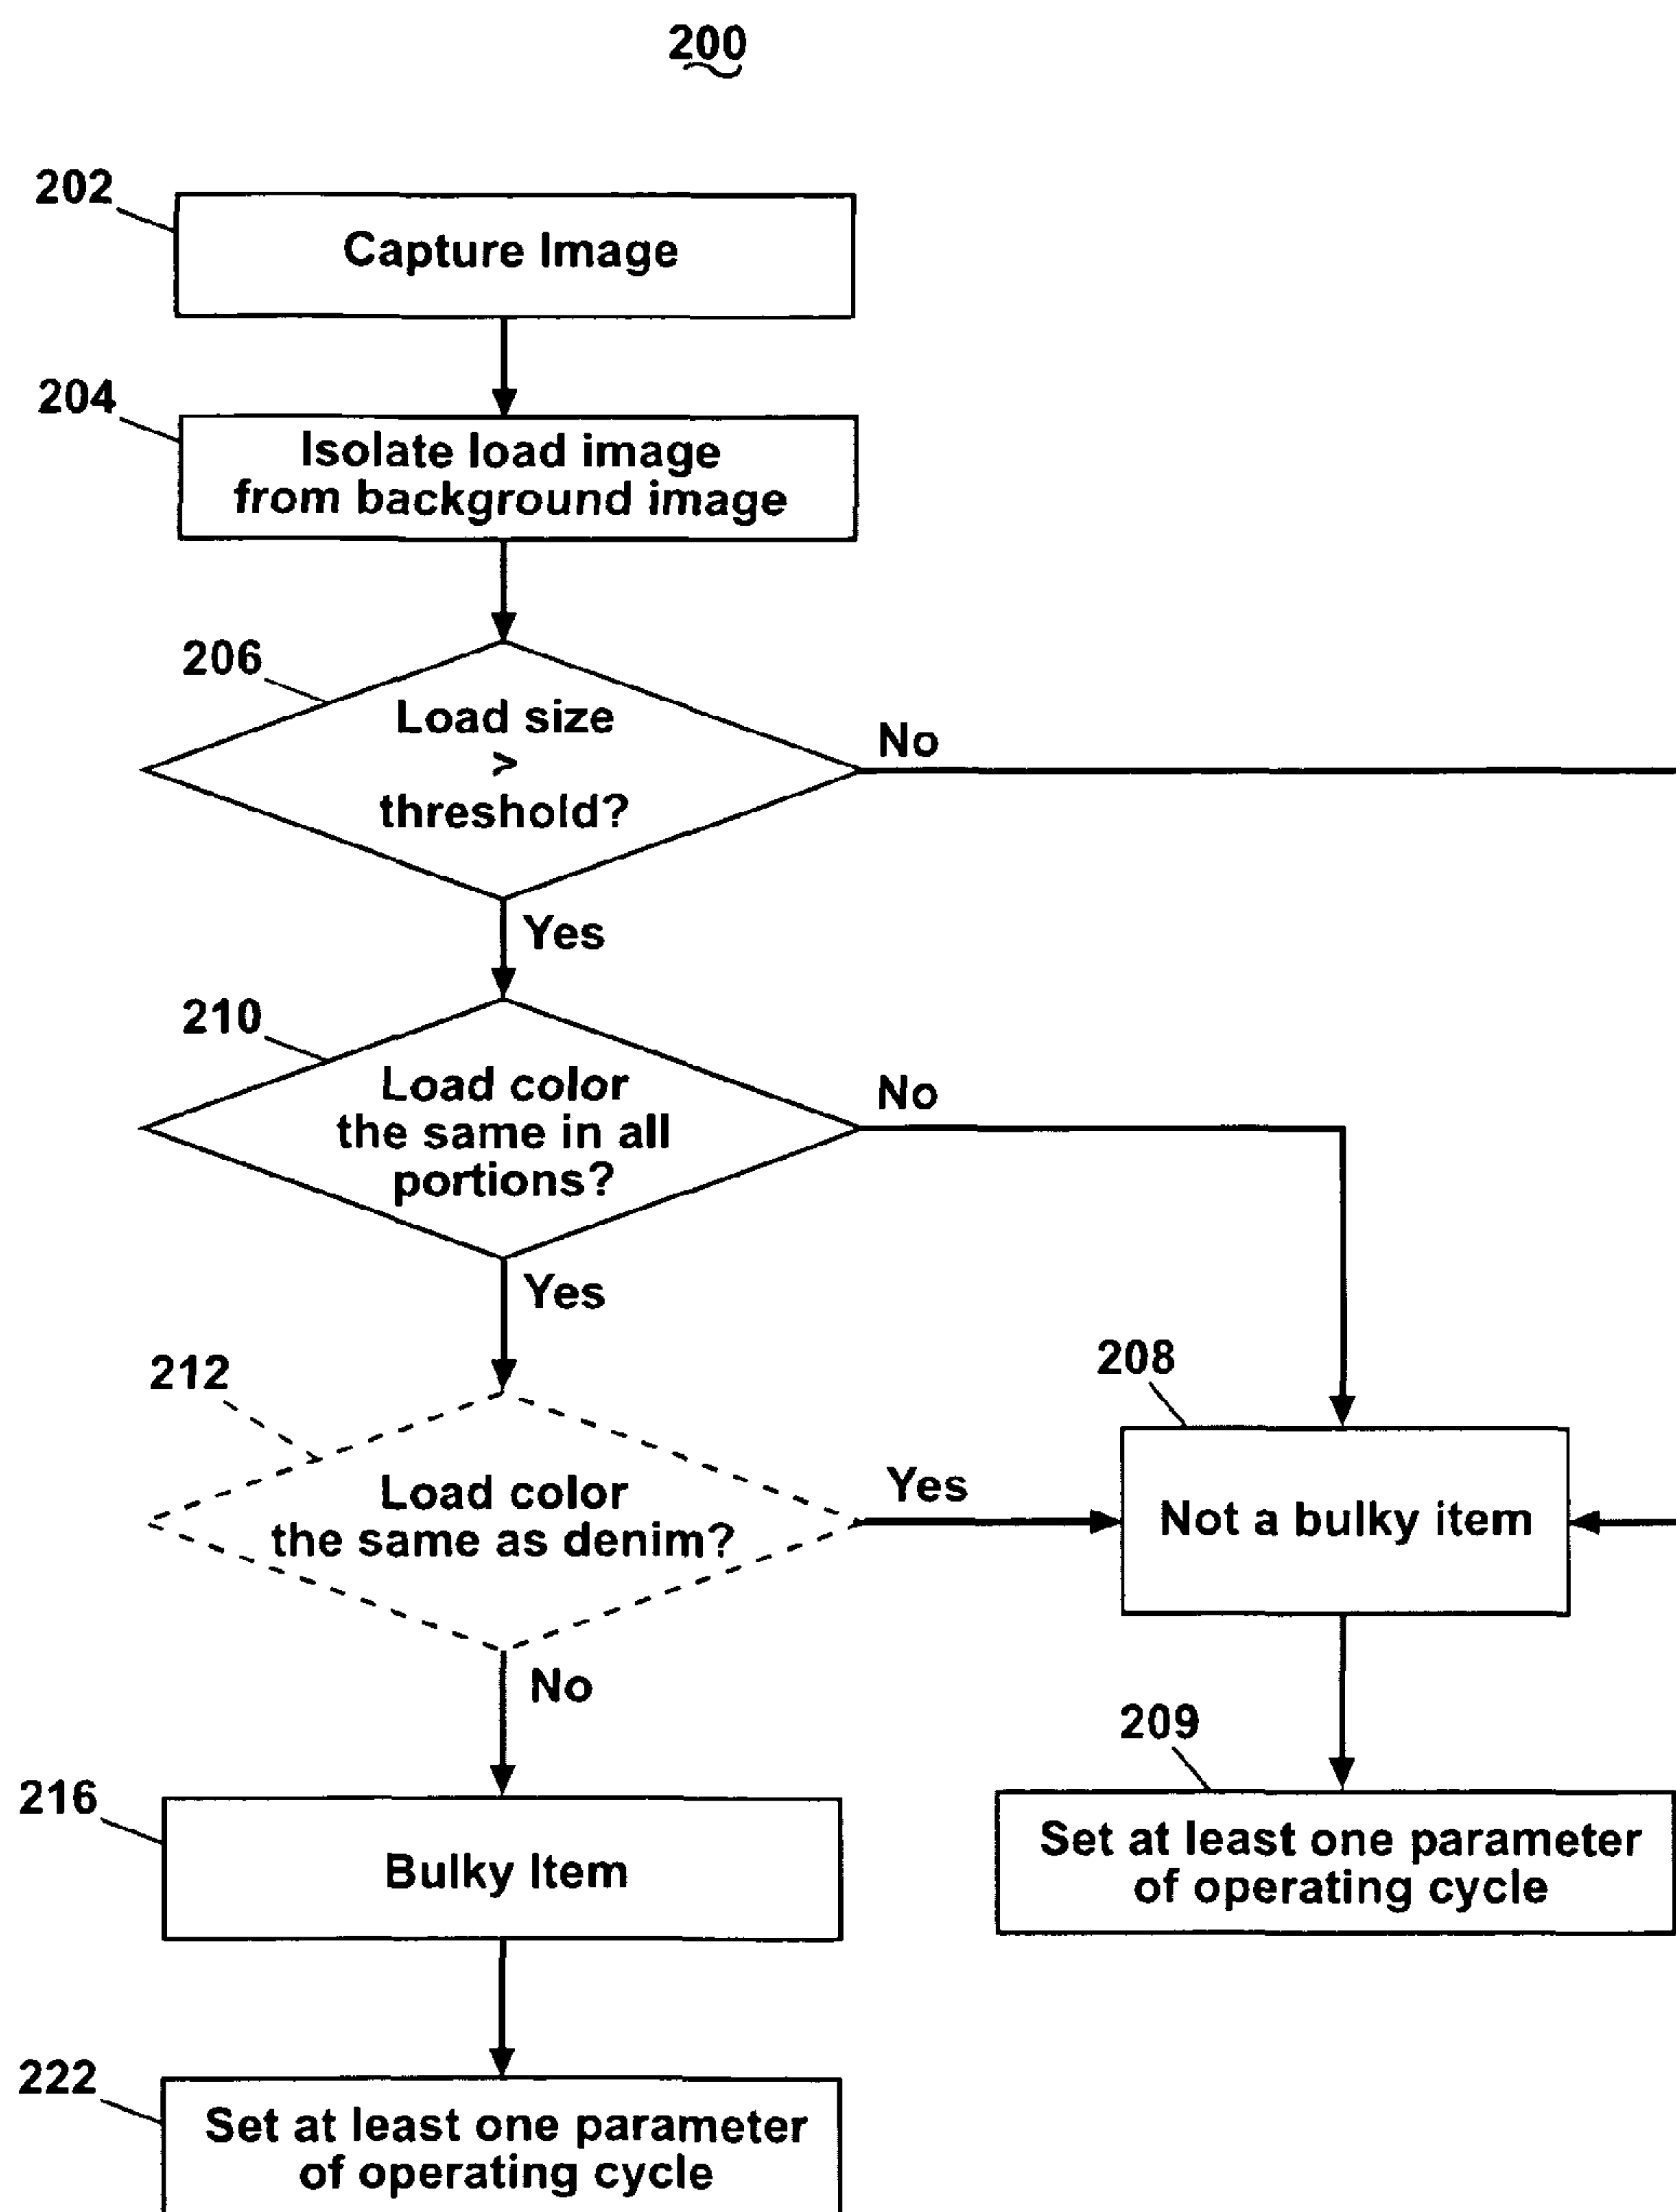 200
202
Capture Image
204
Isolate load image
from background image
206
Load size
>
threshold?
No
Yes
210
Load color
the same in all
portions?
No
Yes
212
Load color
the same as denim?
Yes
208
Not a bulky item
No
209
Set at least one parameter
of operating cycle
216
Bulky Item
222
Set at least one parameter
of operating cycle